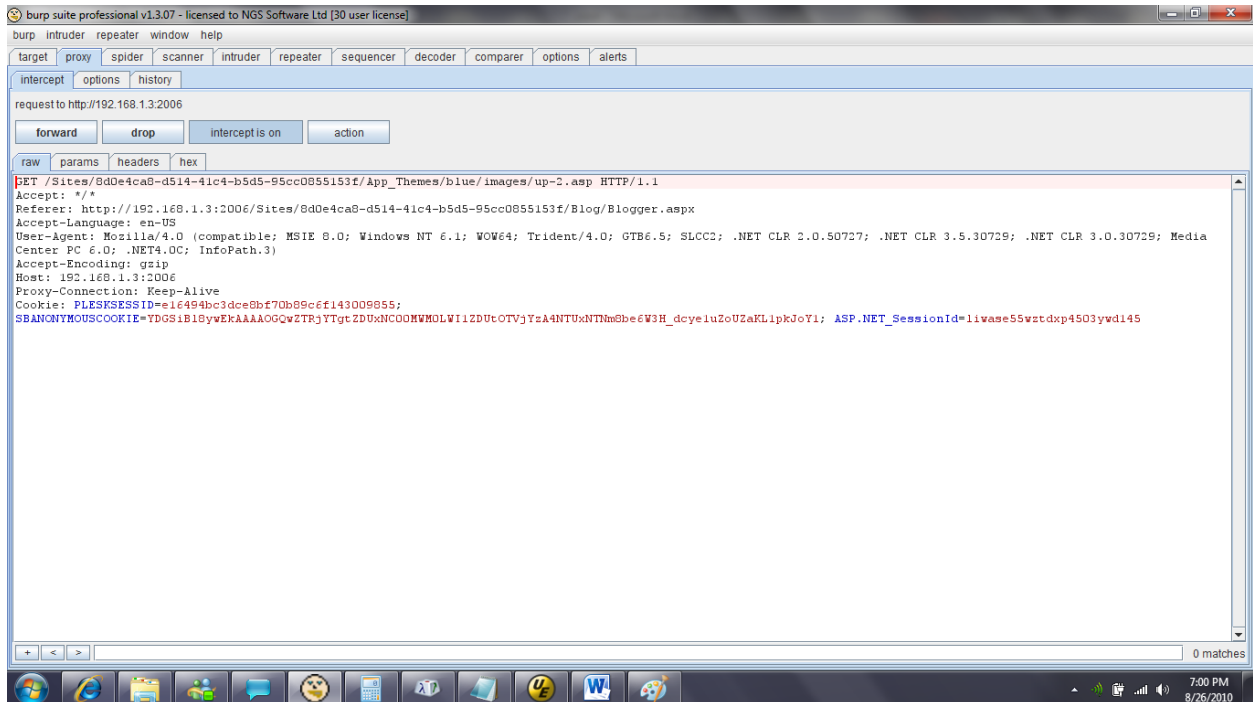 burp suite professional v1.3.07 - licensed to NGS Software Ltd [30 user license]
burp intruder repeater window help
target proxy spider scanner intruder repeater sequencer decoder comparer options alerts
intercept options history
request to http://192.168.1.3:2006
forward drop intercept is on action
raw params headers hex
GET /Sites/8d0e4ca8-d514-41c4-b5d5-95cc0855153f/App_Themes/blue/images/up-2.asp HTTP/1.1
Accept: */*
Referer: http://192.168.1.3:2006/Sites/8d0e4ca8-d514-41c4-b5d5-95cc0855153f/Blog/Blogger.aspx
Accept-Language: en-US
User-Agent: Mozilla/4.0 (compatible; MSIE 8.0; Windows NT 6.1; WOW64; Trident/4.0; GTB6.5; SLCC2; .NET CLR 2.0.50727; .NET CLR 3.5.30729; .NET CLR 3.0.30729; Media
Center PC 6.0; .NET4.0C; InfoPath.3)
Accept-Encoding: gzip
Host: 192.168.1.3:2006
Proxy-Connection: Keep-Alive
Cookie: PLESKSESSID=e16494bc3dce8bf70b89c6f143009855;
SBANONYMOUSCOOKIE=YDGSiB18ywEkAAAAOGQwZTRjYTgtZDUxNC00MWM0LWI1ZDUtOTVjYzA4NTUxNTNm8be6W3H_dcye1uZoUZaKL1pkJoY1; ASP.NET_SessionId=liwase55wztdxp4503ywd145
+ < > 0 matches
7:00 PM
8/26/2010